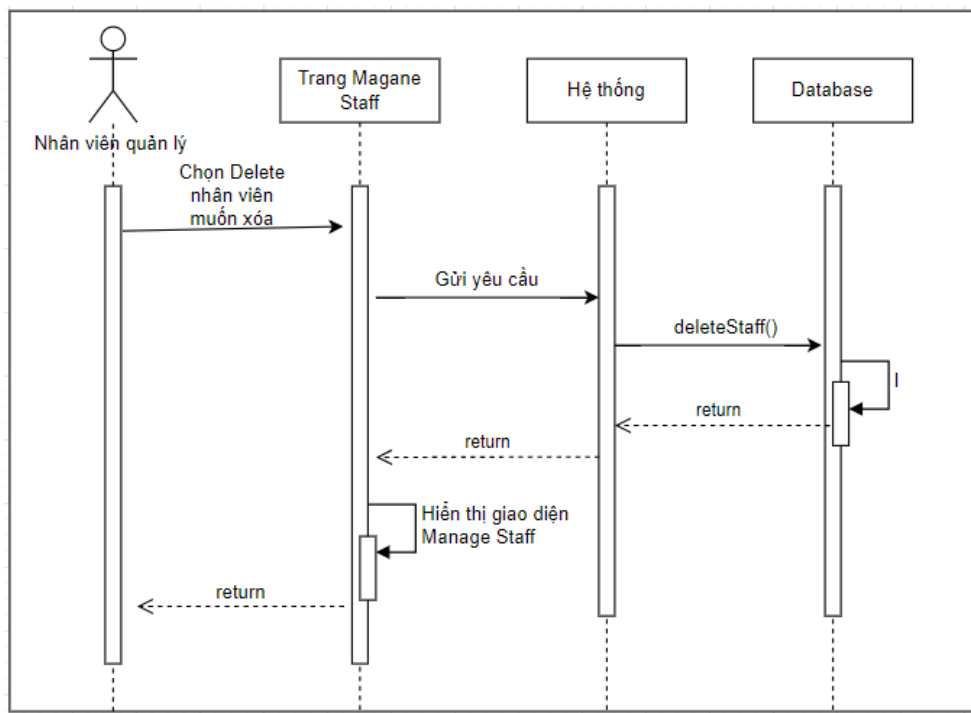 Trang Magane
Staff
Hệ thống
Database
Nhân viên quản lý
Chọn Delete
nhân viên
muốn xóa
Gửi yêu cầu
deleteStaff()
l
return
return
Hiển thị giao diện
Manage Staff
return